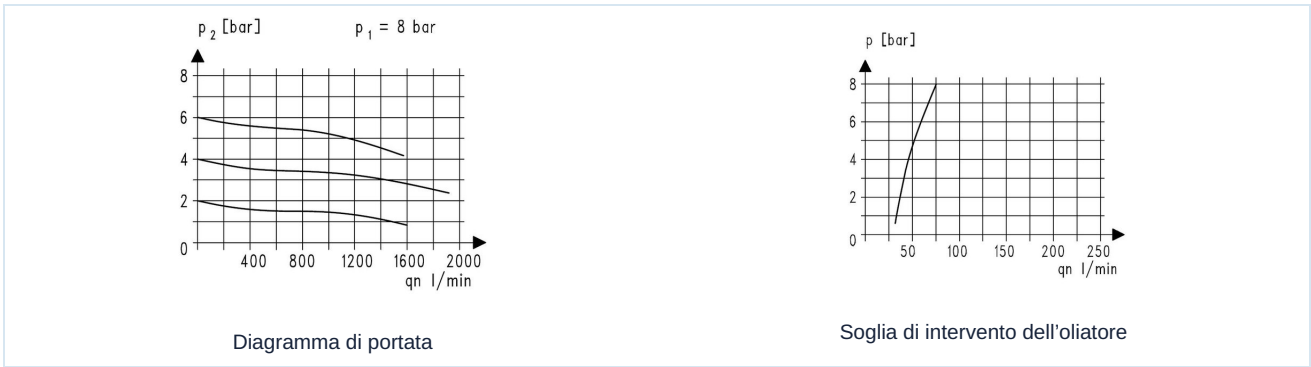 p 2 [bar] p 1 = 8 bar
8
6
4
2
0
400 800 1200 1600 2000
qn l/min
Diagramma di portata
p [bar]
8
6
4
2
0
50 100 150 200 250
qn l/min
Soglia di intervento dell'oliatore